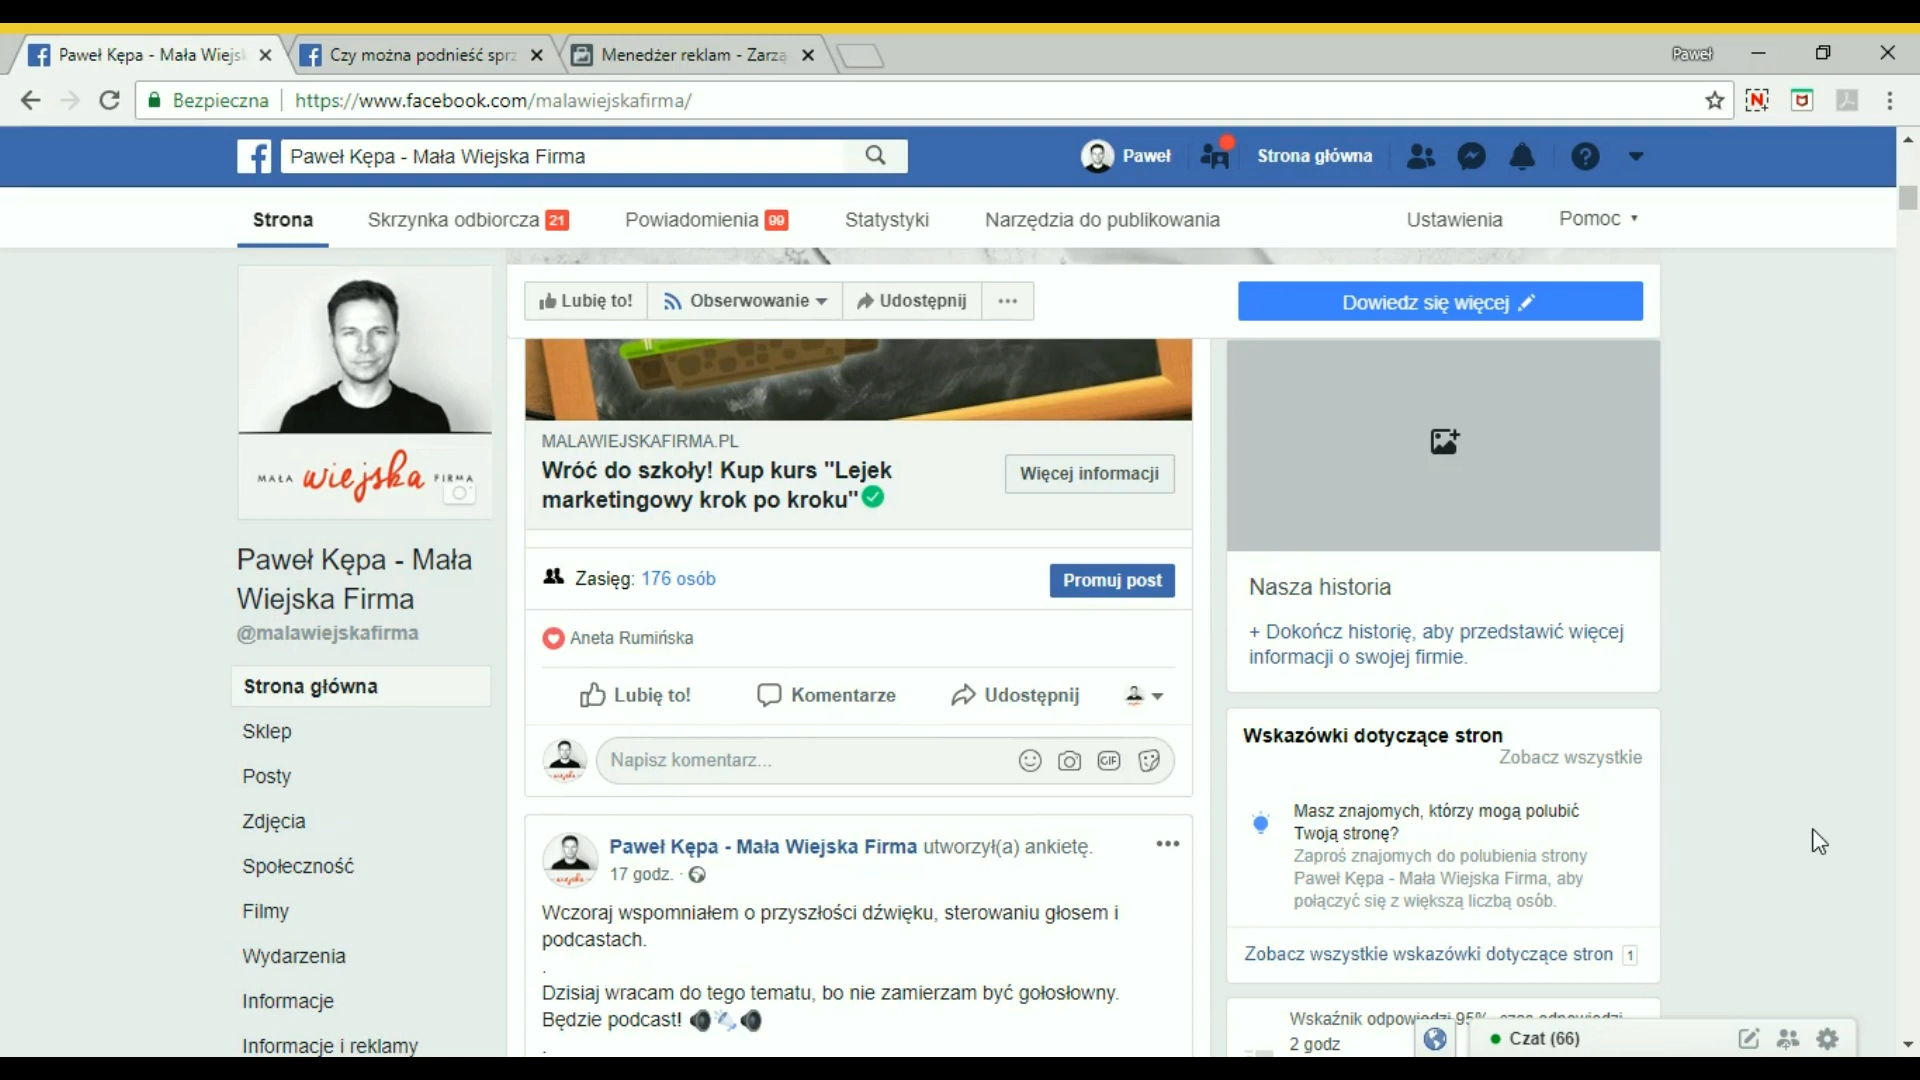 Paweł Kępa - Mała Wiejsk
Czy można podnieść sprz
Menedżer reklam - Zarzą
Paweł
Bezpieczna
https://www.facebook.com/malawiejskafirma/
Paweł Kępa - Mała Wiejska Firma
Paweł
Strona główna
Strona
Skrzynka odbiorcza 21
Powiadomienia 99
Statystyki
Narzędzia do publikowania
Ustawienia
Pomoc
MAŁA wiejska FIRMA
Paweł Kępa - Mała
Wiejska Firma
@malawiejskafirma
Strona główna
Sklep
Posty
Zdjęcia
Społeczność
Filmy
Wydarzenia
Informacje
Informacje i reklamy
Lubię to!
Obserwowanie
Udostępnij
Dowiedz się więcej
MALAWIEJSKAFIRMA.PL
Wróć do szkoły! Kup kurs "Lejek
marketingowy krok po kroku"
Więcej informacji
Zasięg: 176 osób
Promuj post
Aneta Rumińska
Lubię to!
Komentarze
Udostępnij
Napisz komentarz...
GIF
Paweł Kępa - Mała Wiejska Firma utworzył(a) ankietę.
17 godz. ·
Wczoraj wspomniałem o przyszłości dźwięku, sterowaniu głosem i
podcastach.
.
Dzisiaj wracam do tego tematu, bo nie zamierzam być gołosłowny.
Będzie podcast!
.
Nasza historia
+ Dokończ historię, aby przedstawić więcej
informacji o swojej firmie.
Wskazówki dotyczące stron
Zobacz wszystkie
Masz znajomych, którzy mogą polubić
Twoją stronę?
Zaproś znajomych do polubienia strony
Paweł Kępa - Mała Wiejska Firma, aby
połączyć się z większą liczbą osób.
Zobacz wszystkie wskazówki dotyczące stron 1
Wskaźnik odpowiedzi 95%, czas odpowiedzi
2 godz
Czat (66)